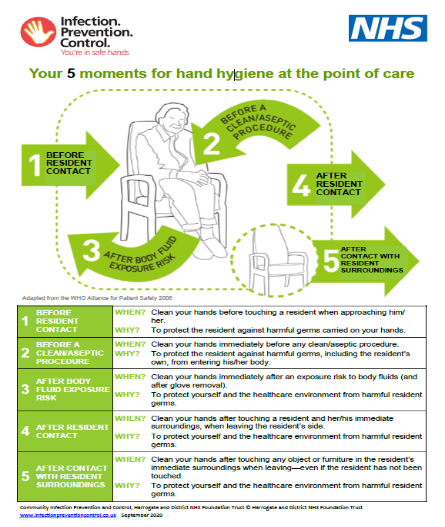 Infection.
Prevention.
Control.
You're in safe hands
NHS
Your 5 moments for hand hygiene at the point of care
1 BEFORE
RESIDENT
CONTACT
2 BEFORE A
CLEAN/ASEPTIC
PROCEDURE
3 AFTER BODY FLUID
EXPOSURE RISK
4 AFTER
RESIDENT
CONTACT
5 AFTER
CONTACT WITH
RESIDENT
SURROUNDINGS
Adapted from the WHO Alliance for Patient Safety 2006
1 BEFORE
RESIDENT
CONTACT
WHEN? Clean your hands before touching a resident when approaching him/
her.
WHY? To protect the resident against harmful germs carried on your hands.
2 BEFORE A
CLEAN/ASEPTIC
PROCEDURE
WHEN? Clean your hands immediately before any clean/aseptic procedure.
WHY? To protect the resident against harmful germs, including the resident's
own, from entering his/her body.
3 AFTER BODY
FLUID EXPOSURE
RISK
WHEN? Clean your hands immediately after an exposure risk to body fluids (and
after glove removal).
WHY? To protect yourself and the healthcare environment from harmful resident
germs.
4 AFTER RESIDENT
CONTACT
WHEN? Clean your hands after touching a resident and her/his immediate
surroundings, when leaving the resident's side.
WHY? To protect yourself and the healthcare environment from harmful resident
germs.
5 AFTER CONTACT
WITH RESIDENT
SURROUNDINGS
WHEN? Clean your hands after touching any object or furniture in the resident's
immediate surroundings when leaving—even if the resident has not been
touched.
WHY? To protect yourself and the healthcare environment from harmful resident
germs.
Community Infection Prevention and Control, Harrogate and District NHS Foundation Trust © Harrogate and District NHS Foundation Trust
www.infectionpreventioncontrol.co.uk September 2020